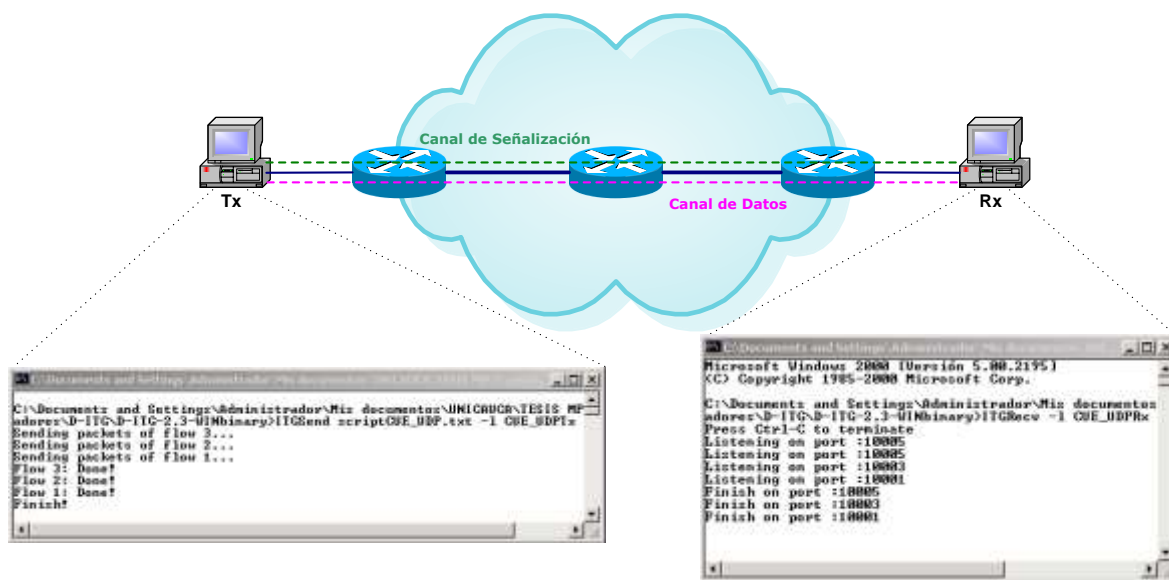 Canal de Señalización
Canal de Datos
Tx
Rx
C:\Documents and Settings\Administrador\Mis documentos\UNICAUCA\TESIS MP
adores\D-ITG\D-ITG-2.3-WINbinary>ITGSend scriptCUE_UDP.txt -l CUE_UDPTx
Sending packets of flow 3...
Sending packets of flow 2...
Sending packets of flow 1...
Flow 3: Done!
Flow 2: Done!
Flow 1: Done!
Finish!
Microsoft Windows 2000 [Versión 5.00.2195]
(C) Copyright 1985-2000 Microsoft Corp.
C:\Documents and Settings\Administrador\Mis documentos
adores\D-ITG\D-ITG-2.3-WINbinary>ITGRecv -l CUE_UDPRx
Press Ctrl-C to terminate
Listening on port :10005
Listening on port :10005
Listening on port :10003
Listening on port :10001
Finish on port :10005
Finish on port :10003
Finish on port :10001